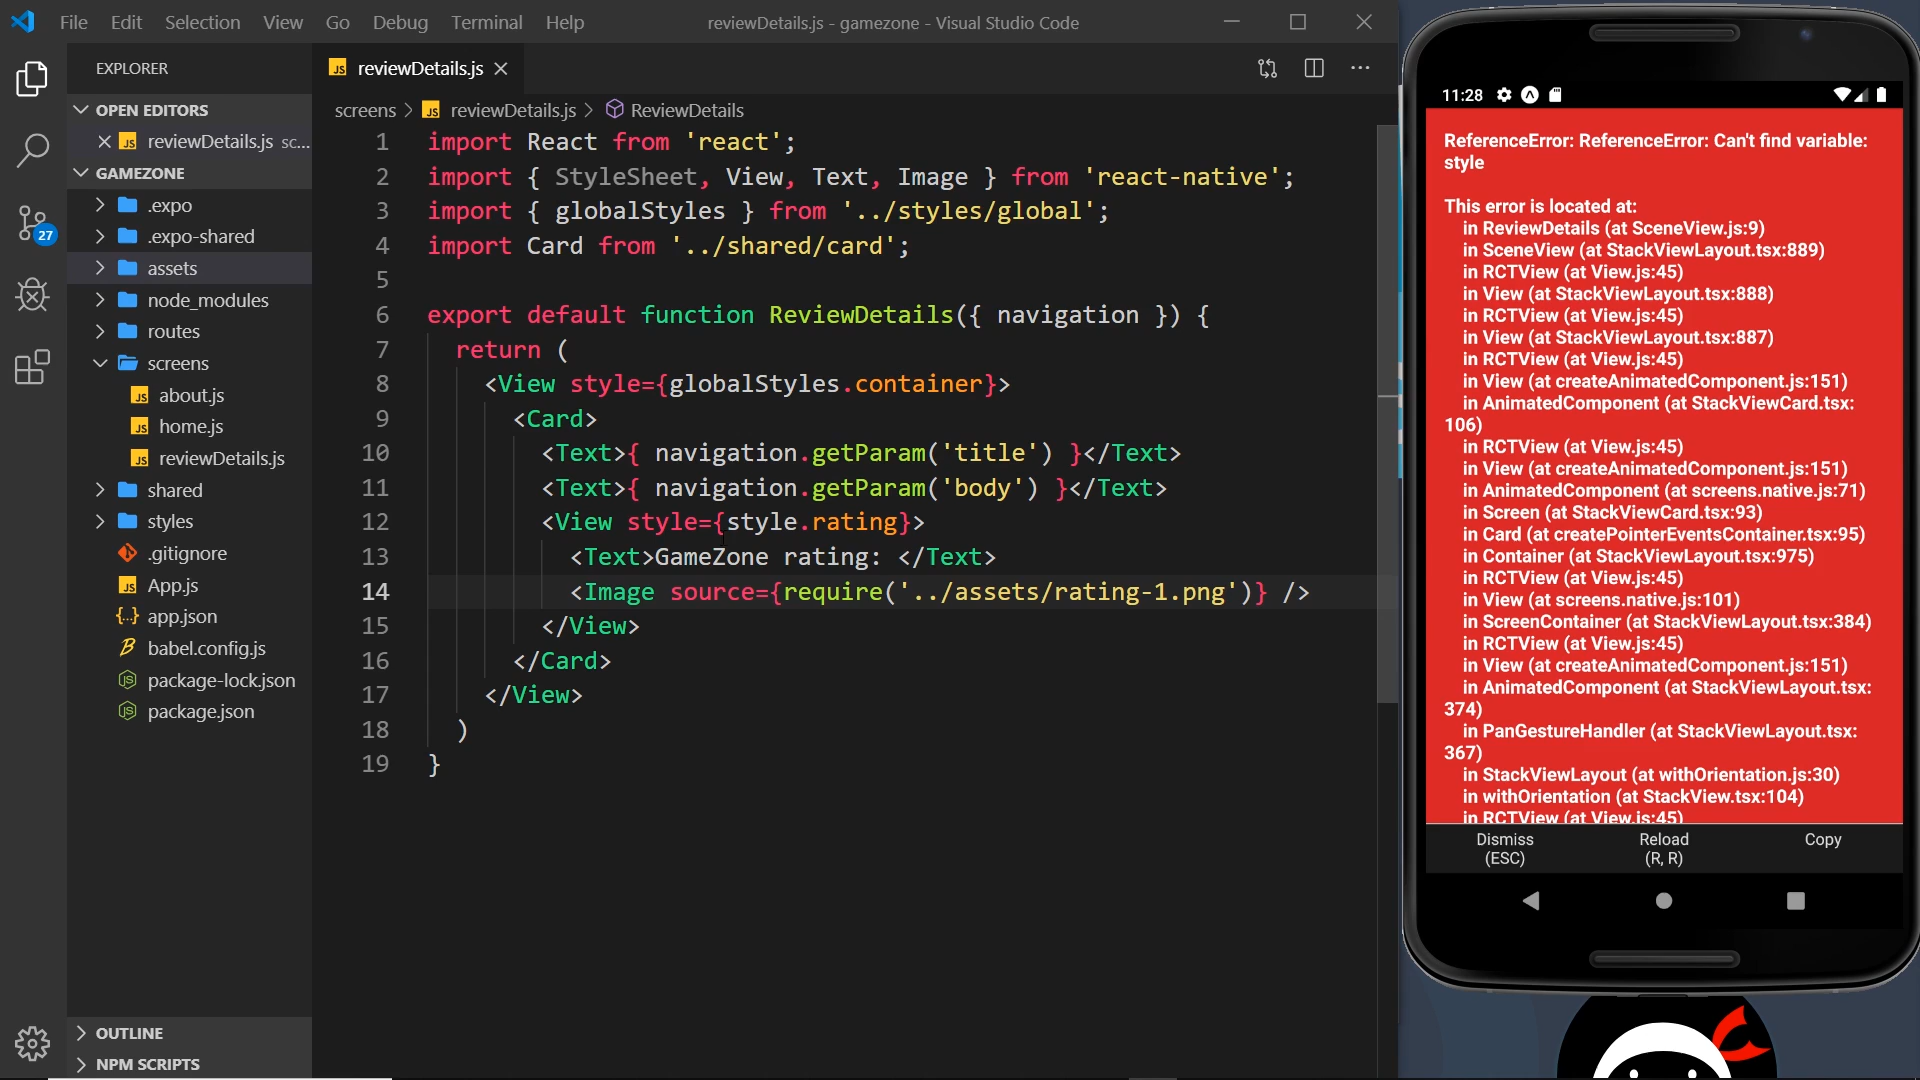 File Edit Selection View Go Debug Terminal Help
reviewDetails.js - gamezone - Visual Studio Code
EXPLORER
OPEN EDITORS
JS reviewDetails.js sc...
GAMEZONE
.expo
.expo-shared
assets
node_modules
routes
screens
JS about.js
JS home.js
JS reviewDetails.js
shared
styles
.gitignore
JS App.js
{..} app.json
babel.config.js
package-lock.json
package.json
27
OUTLINE
NPM SCRIPTS
JS reviewDetails.js
screens > JS reviewDetails.js > ReviewDetails
1 import React from 'react';
2 import { StyleSheet, View, Text, Image } from 'react-native';
3 import { globalStyles } from '../styles/global';
4 import Card from '../shared/card';
5
6 export default function ReviewDetails({ navigation }) {
7 return (
8 <View style={globalStyles.container}>
9 <Card>
10 <Text>{ navigation.getParam('title') }</Text>
11 <Text>{ navigation.getParam('body') }</Text>
12 <View style={style.rating}>
13 <Text>GameZone rating: </Text>
14 <Image source={require('../assets/rating-1.png')} />
15 </View>
16 </Card>
17 </View>
18 )
19 }
11:28
ReferenceError: ReferenceError: Can't find variable:
style
This error is located at:
in ReviewDetails (at SceneView.js:9)
in SceneView (at StackViewLayout.tsx:889)
in RCTView (at View.js:45)
in View (at StackViewLayout.tsx:888)
in RCTView (at View.js:45)
in View (at StackViewLayout.tsx:887)
in RCTView (at View.js:45)
in View (at createAnimatedComponent.js:151)
in AnimatedComponent (at StackViewCard.tsx:
106)
in RCTView (at View.js:45)
in View (at createAnimatedComponent.js:151)
in AnimatedComponent (at screens.native.js:71)
in Screen (at StackViewCard.tsx:93)
in Card (at createPointerEventsContainer.tsx:95)
in Container (at StackViewLayout.tsx:975)
in RCTView (at View.js:45)
in View (at screens.native.js:101)
in ScreenContainer (at StackViewLayout.tsx:384)
in RCTView (at View.js:45)
in View (at createAnimatedComponent.js:151)
in AnimatedComponent (at StackViewLayout.tsx:
374)
in PanGestureHandler (at StackViewLayout.tsx:
367)
in StackViewLayout (at withOrientation.js:30)
in withOrientation (at StackView.tsx:104)
in RCTView (at View.js:45)
Dismiss
(ESC)
Reload
(R, R)
Copy